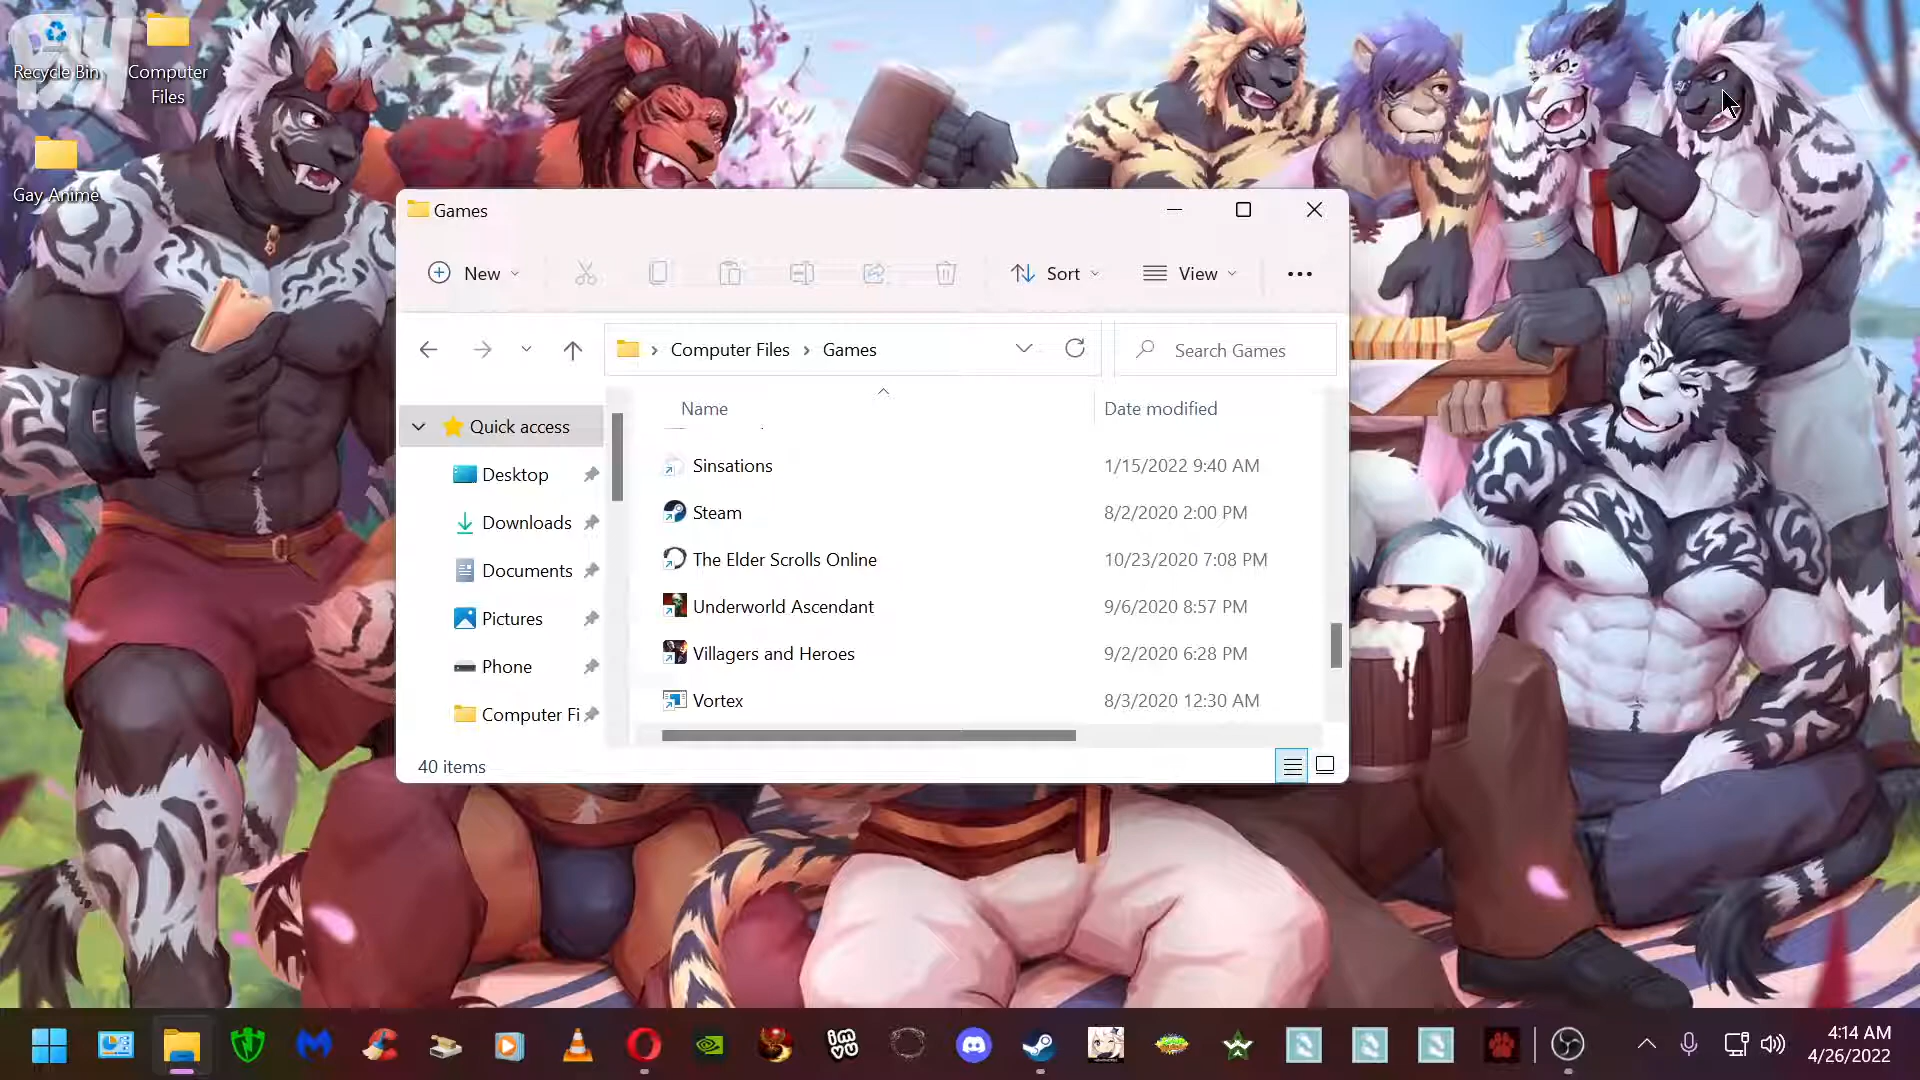 Recycle Bin
Computer
Files
Gay Anime
Games
New
Sort
View
Computer Files
Games
Search Games
Name
Date modified
Quick access
Desktop
Downloads
Documents
Pictures
Phone
Computer Fi
Sinsations
1/15/2022 9:40 AM
Steam
8/2/2020 2:00 PM
The Elder Scrolls Online
10/23/2020 7:08 PM
Underworld Ascendant
9/6/2020 8:57 PM
Villagers and Heroes
9/2/2020 6:28 PM
Vortex
8/3/2020 12:30 AM
40 items
imvu
4:14 AM
4/26/2022